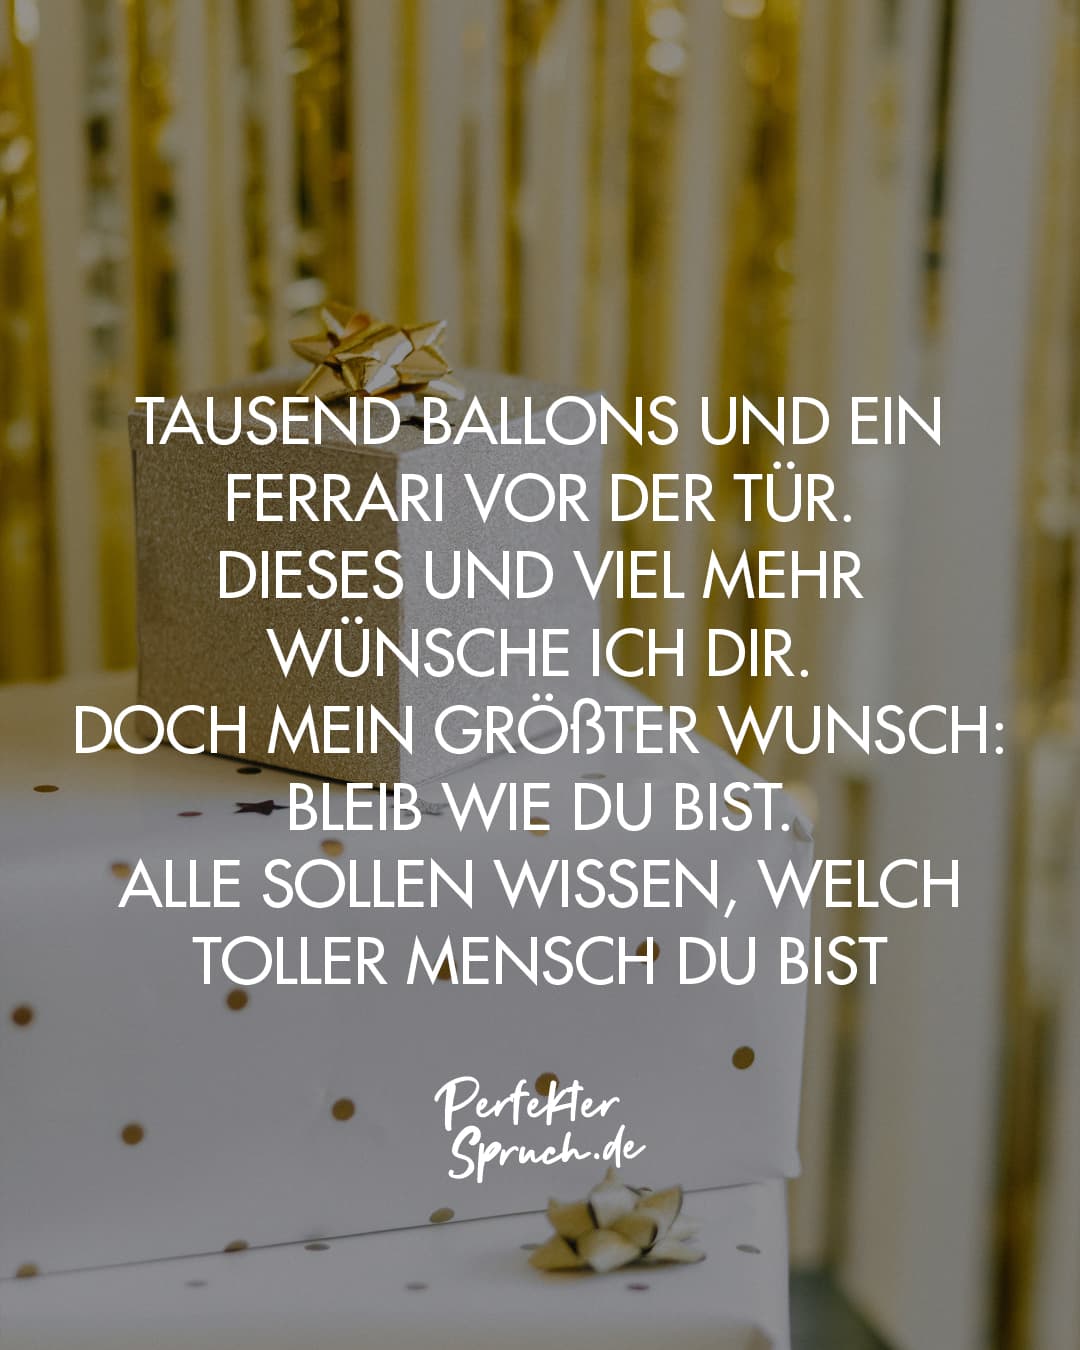 TAUSEND BALLONS UND EIN
FERRARI VOR DER TÜR.
DIESES UND VIEL MEHR
WÜNSCHE ICH DIR.
DOCH MEIN GRÖßTER WUNSCH:
BLEIB WIE DU BIST.
ALLE SOLLEN WISSEN, WELCH
TOLLER MENSCH DU BIST
Perfekter
Spruch.de